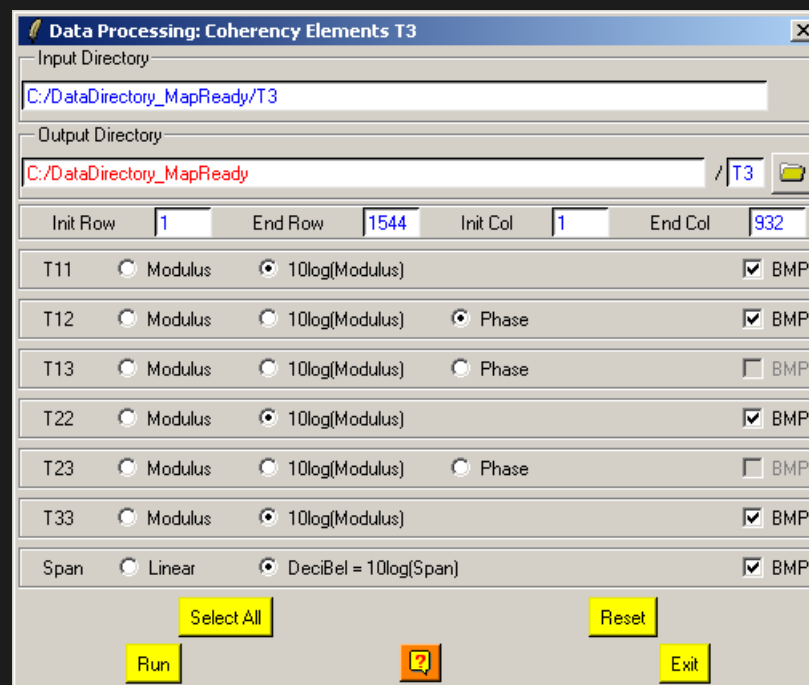 Data Processing: Coherency Elements T3
Input Directory
C:/DataDirectory_MapReady/T3
Output Directory
C:/DataDirectory_MapReady / T3
Init Row 1 End Row 1544 Init Col 1 End Col 932
T11 Modulus 10log(Modulus) BMP
T12 Modulus 10log(Modulus) Phase BMP
T13 Modulus 10log(Modulus) Phase BMP
T22 Modulus 10log(Modulus) BMP
T23 Modulus 10log(Modulus) Phase BMP
T33 Modulus 10log(Modulus) BMP
Span Linear DeciBel = 10log(Span) BMP
Select All Reset
Run ? Exit